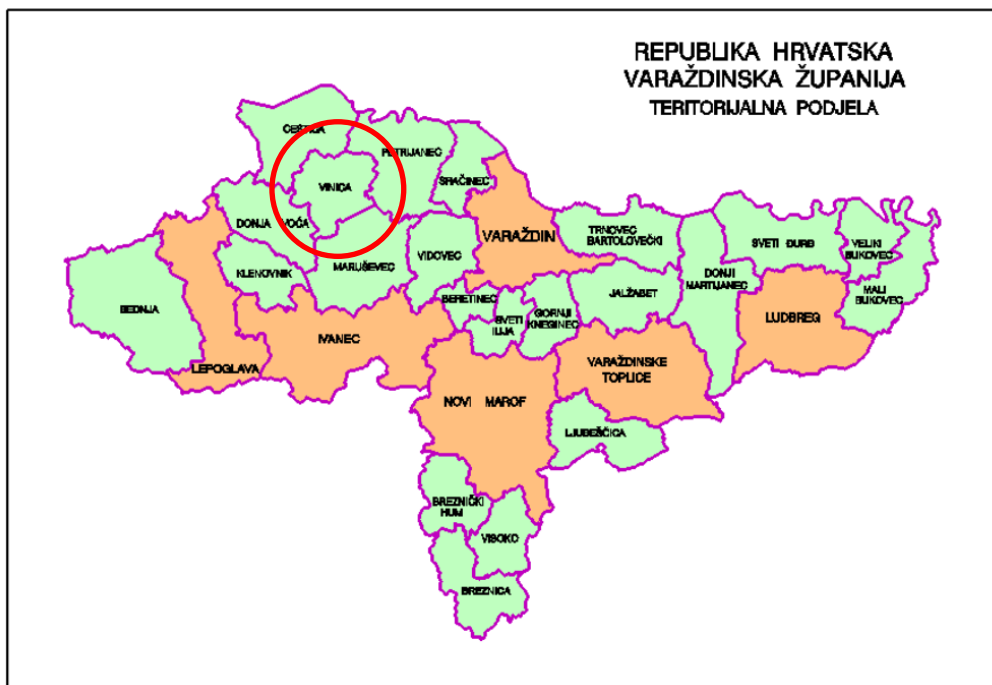 REPUBLIKA HRVATSKA
VARAŽDINSKA ŽUPANIJA
TERITORIJALNA PODJELA
PETRIJANEC
SRAČINEC
VINICA
DONJA VOĆA
VARAŽDIN
TRNOVEC
BARTOLOVEČKI
SVETI ĐURĐ
VELIKI
BUKOVEC
KLENOVNIK
MARUŠEVEC
VIDOVEC
DONJI
MARTIJANEC
MALI
BUKOVEC
BEDNJA
BERETINEC
SVETI
ILIJA
GORNJI
KNEGINEC
JALŽABET
LUDBREG
IVANEC
LEPOGLAVA
VARAŽDINSKE
TOPLICE
NOVI MAROF
LJUBEŠĆICA
BREZNIČKI
HUM
VISOKO
BREZNICA